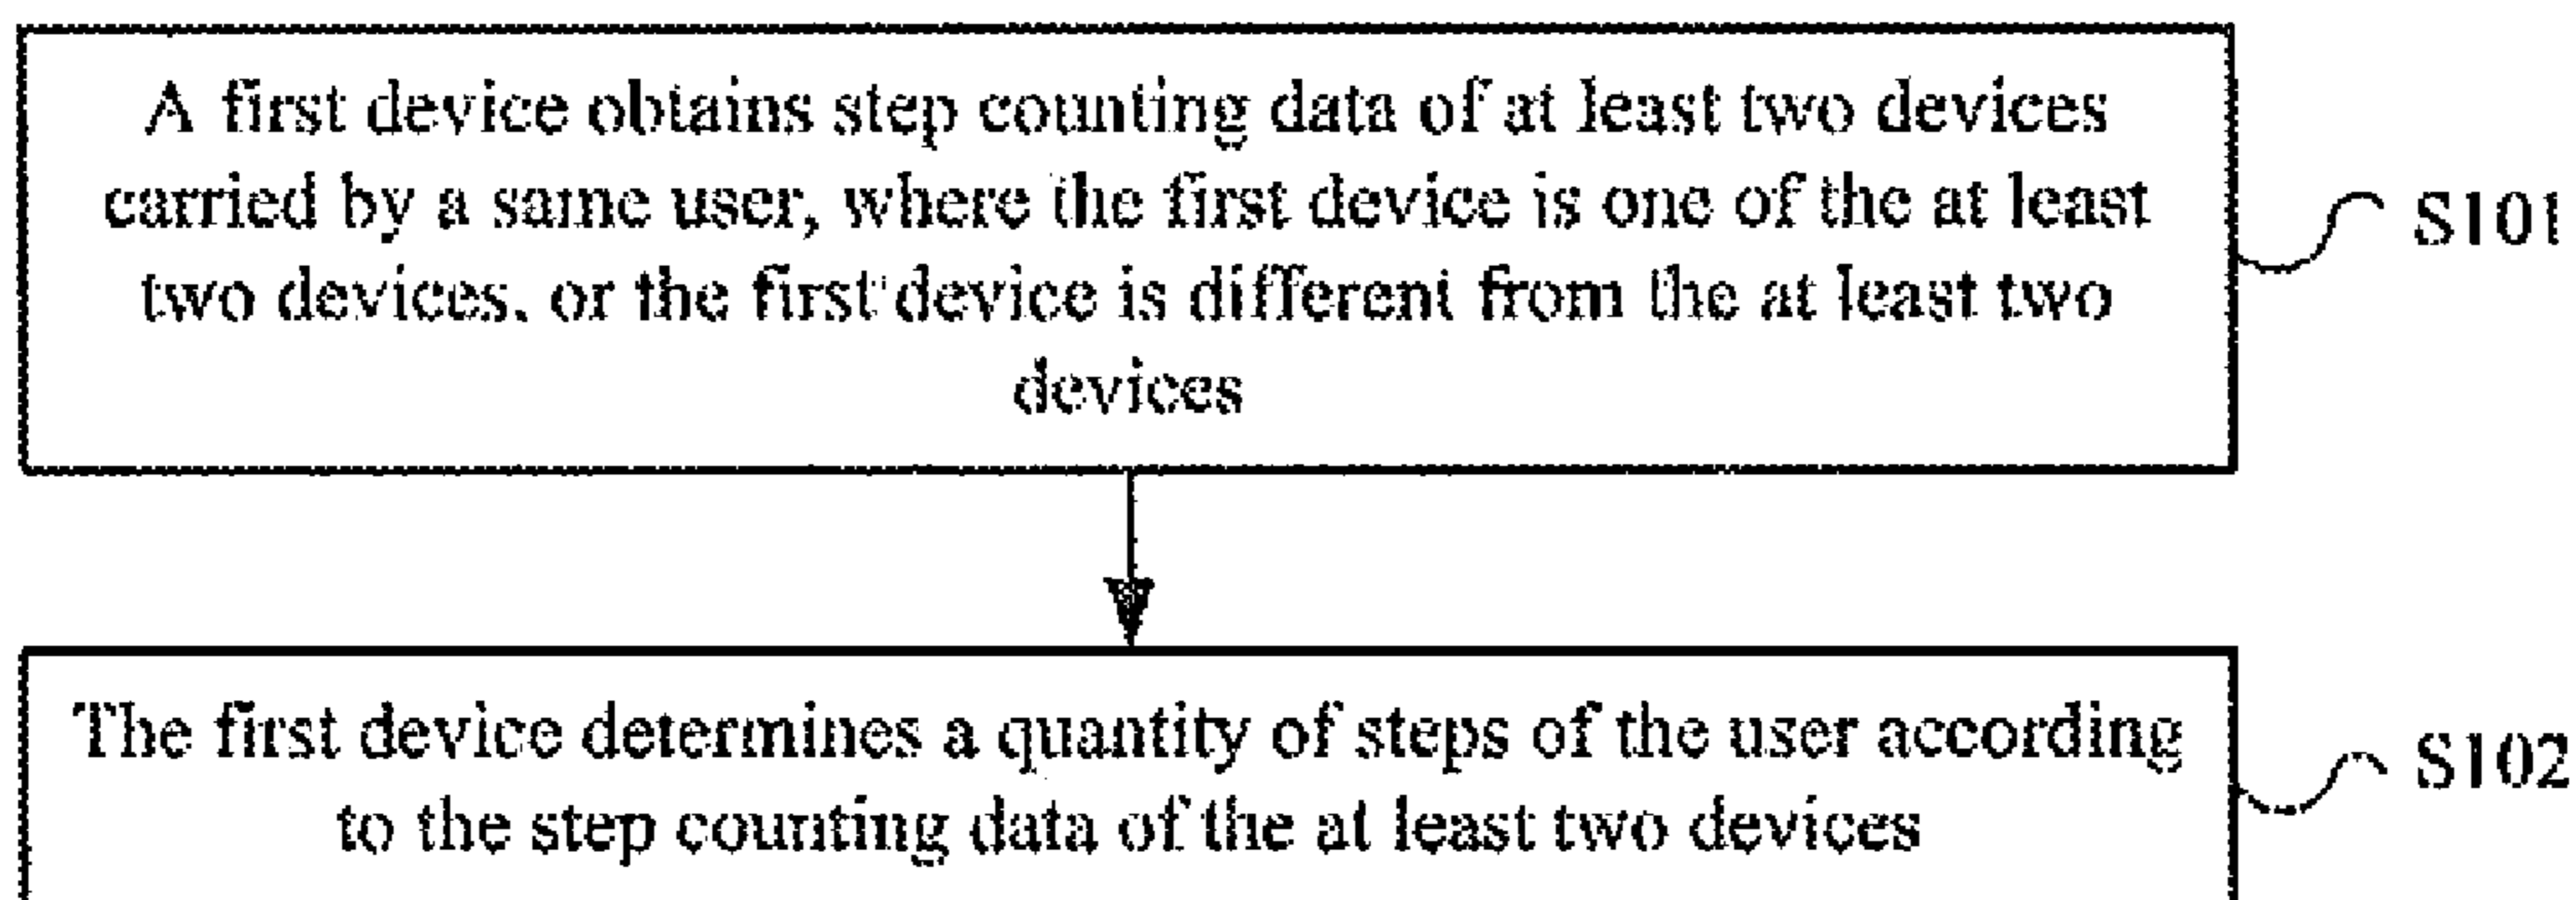 A first device obtains step counting data of at least two devices
carried by a same user, where the first device is one of the at least
two devices, or the first device is different from the at least two
devices
S101
The first device determines a quantity of steps of the user according
to the step counting data of the at least two devices
S102